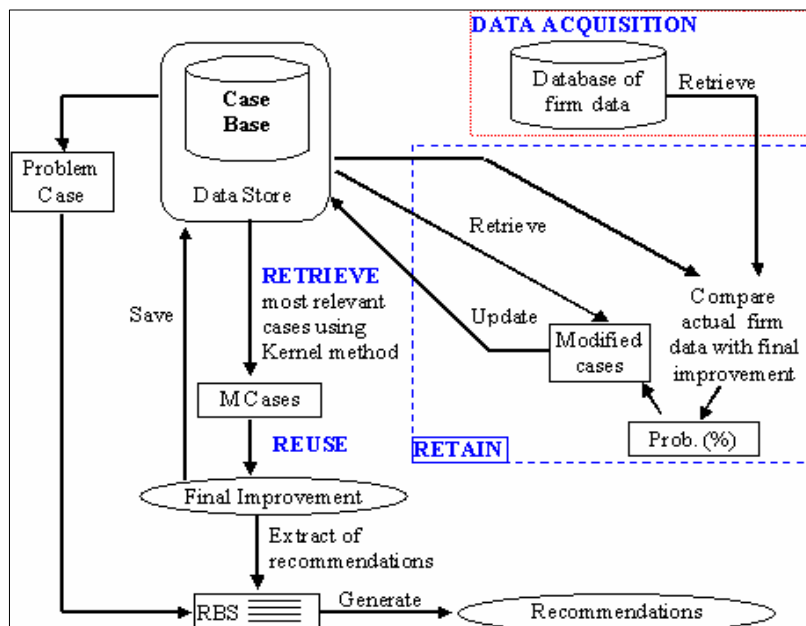 DATA ACQUISITION
Database of
firm data
Retrieve
Case
Base
Data Store
Problem
Case
Retrieve
RETRIEVE
most relevant
cases using
Kernel method
Save
Update
Compare
actual firm
data with final
improvement
Modified
cases
M Cases
Prob. (%)
REUSE
RETAIN
Final Improvement
Extract of
recommendations
RBS
Generate
Recommendations